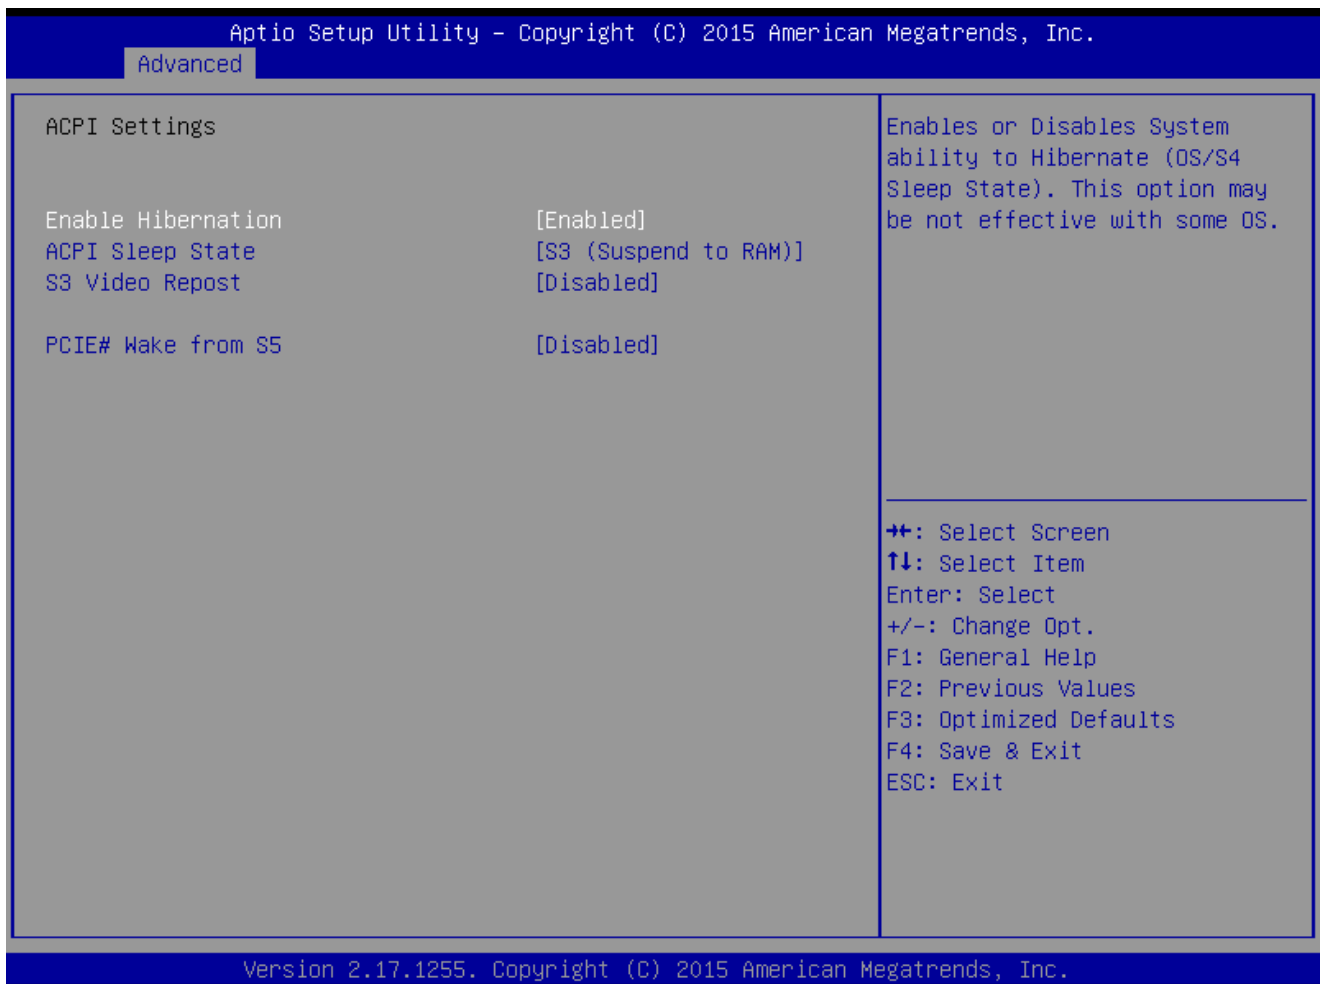 Aptio Setup Utility – Copyright (C) 2015 American Megatrends, Inc.
Advanced
ACPI Settings
Enable Hibernation [Enabled]
ACPI Sleep State [S3 (Suspend to RAM)]
S3 Video Repost [Disabled]
PCIE# Wake from S5 [Disabled]
Enables or Disables System
ability to Hibernate (OS/S4
Sleep State). This option may
be not effective with some OS.
→←: Select Screen
↑↓: Select Item
Enter: Select
+/-: Change Opt.
F1: General Help
F2: Previous Values
F3: Optimized Defaults
F4: Save & Exit
ESC: Exit
Version 2.17.1255. Copyright (C) 2015 American Megatrends, Inc.